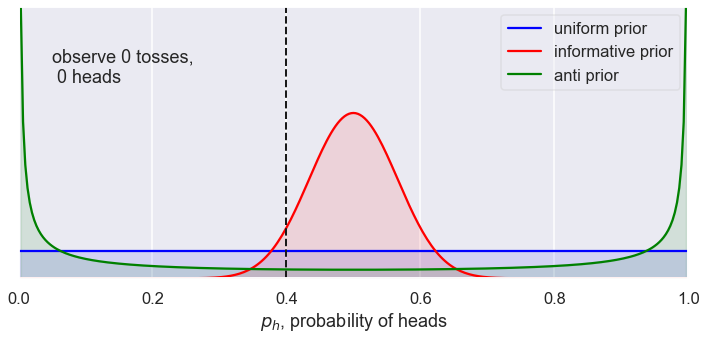 observe 0 tosses,
0 heads
uniform prior
informative prior
anti prior
0.0 0.2 0.4 0.6 0.8 1.0
pₕ, probability of heads